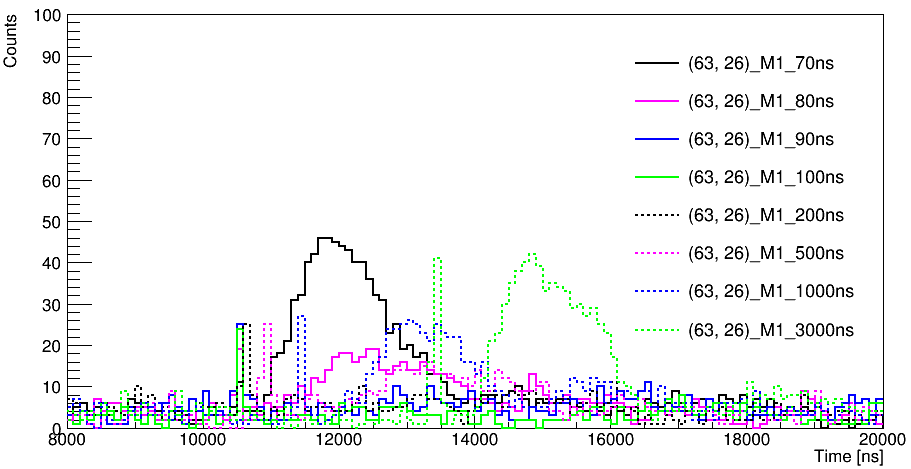 Counts
100
90
80
70
60
50
40
30
20
10
0
(63, 26)_M1_70ns
(63, 26)_M1_80ns
(63, 26)_M1_90ns
(63, 26)_M1_100ns
(63, 26)_M1_200ns
(63, 26)_M1_500ns
(63, 26)_M1_1000ns
(63, 26)_M1_3000ns
8000 10000 12000 14000 16000 18000 20000
Time [ns]